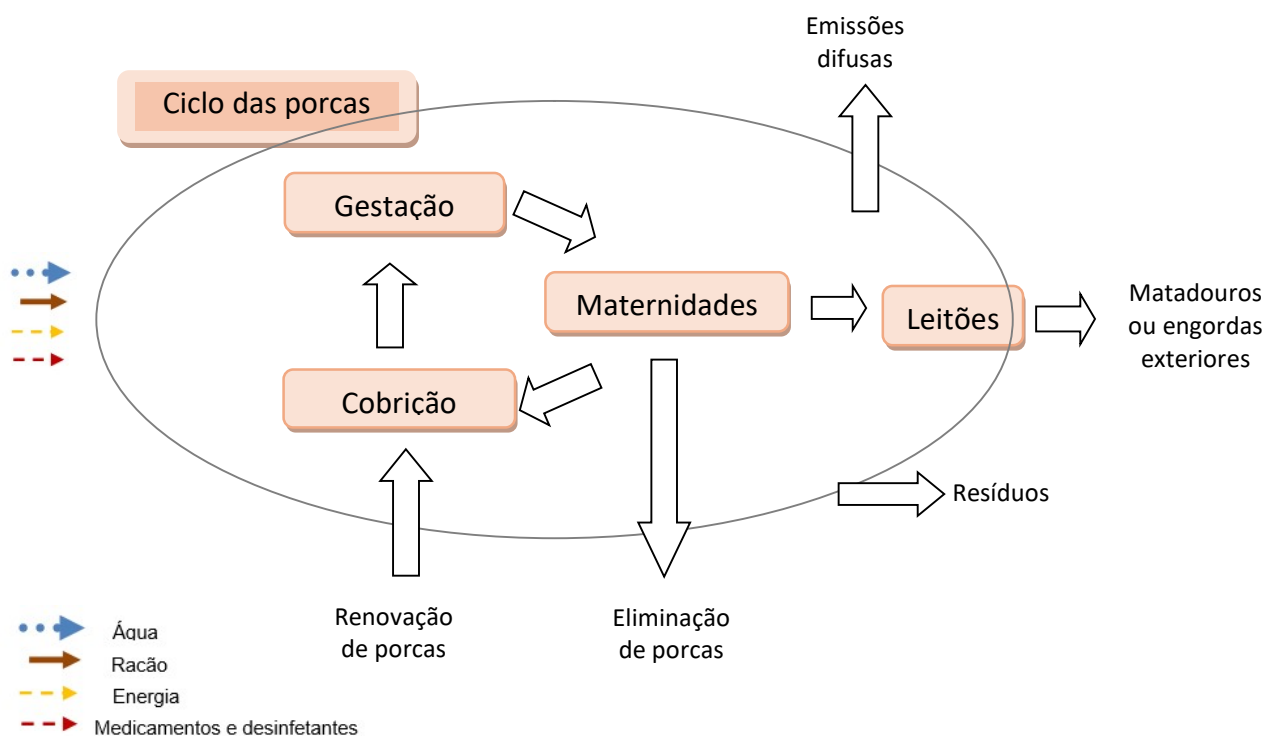 Emissões
difusas
Ciclo das porcas
Gestação
Maternidades
Leitões
Matadouros
ou engordas
exteriores
Cobrição
Resíduos
Renovação
de porcas
Eliminação
de porcas
Água
Racão
Energia
Medicamentos e desinfetantes